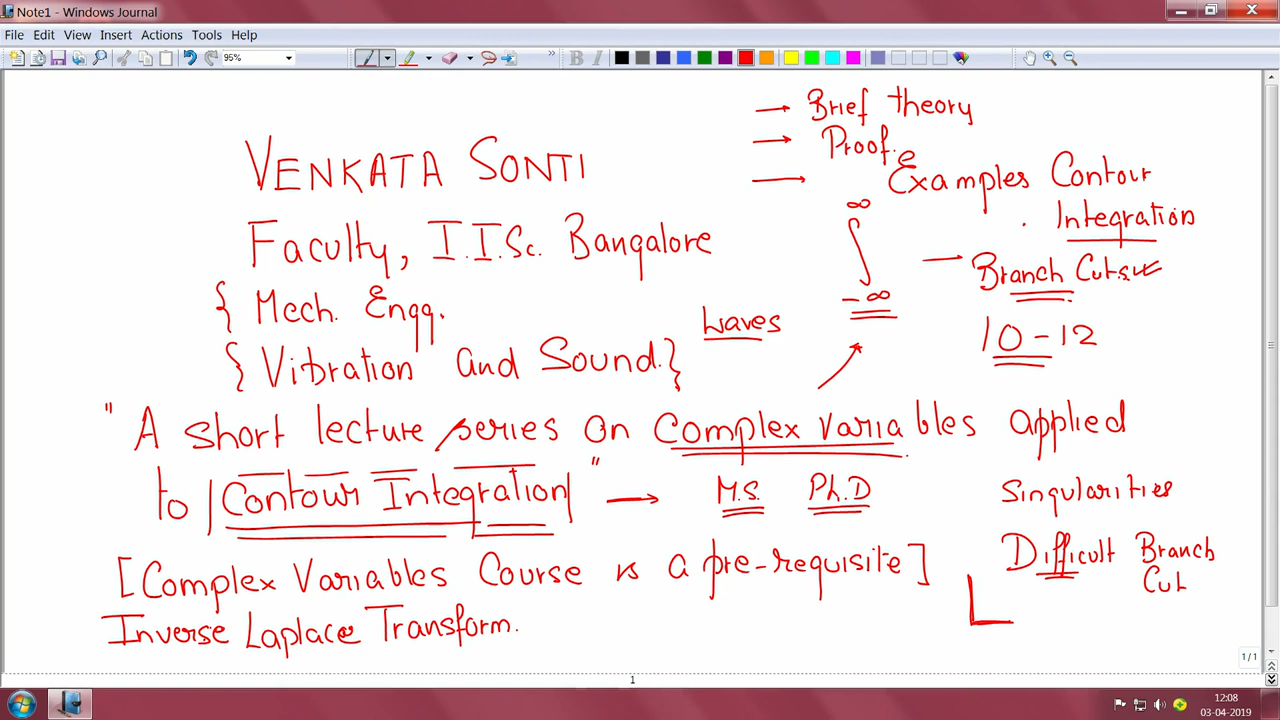 Note1 - Windows Journal
File Edit View Insert Actions Tools Help
95%
→ Brief theory
→ Proof.
→ Examples Contour
Integration
VENKATA SONTI
Faculty, I.I.Sc. Bangalore
{ Mech. Engg.
{ Vibration and Sound. }
Waves
∞
∫
-∞
— Branch Cuts.
10-12
" A short lecture series on Complex variables applied
to | Contour Integration | " → M.S. Ph.D
[Complex Variables Course is a pre-requisite]
Inverse Laplace Transform.
Singularities
Difficult Branch
Cut
1/1
1
12:08
03-04-2019